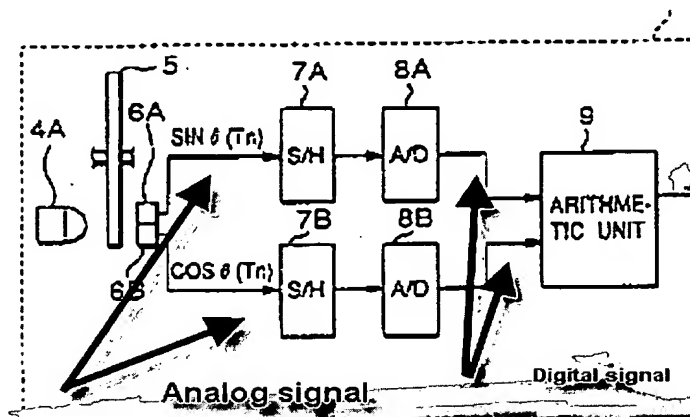 5
7A
8A
4A
6A
SIN θ (Tn)
S/H
A/D
9
ARITHME-
TIC UNIT
6B
COS θ (Tn)
7B
S/H
8B
A/D
Analog signal
Digital signal